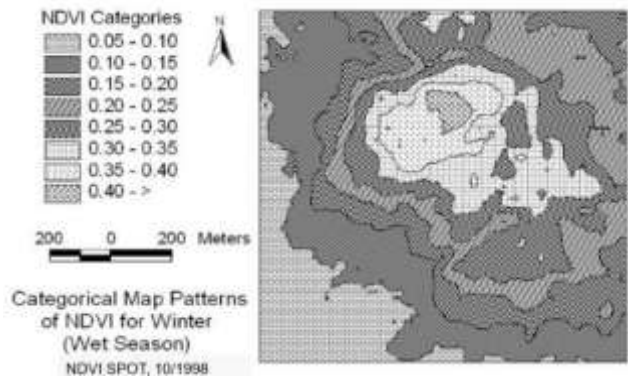 NDVI Categories
N
0.05 - 0.10
0.10 - 0.15
0.15 - 0.20
0.20 - 0.25
0.25 - 0.30
0.30 - 0.35
0.35 - 0.40
0.40 - >
200 0 200 Meters
Categorical Map Patterns
of NDVI for Winter
(Wet Season)
NDVI SPOT, 10/1998